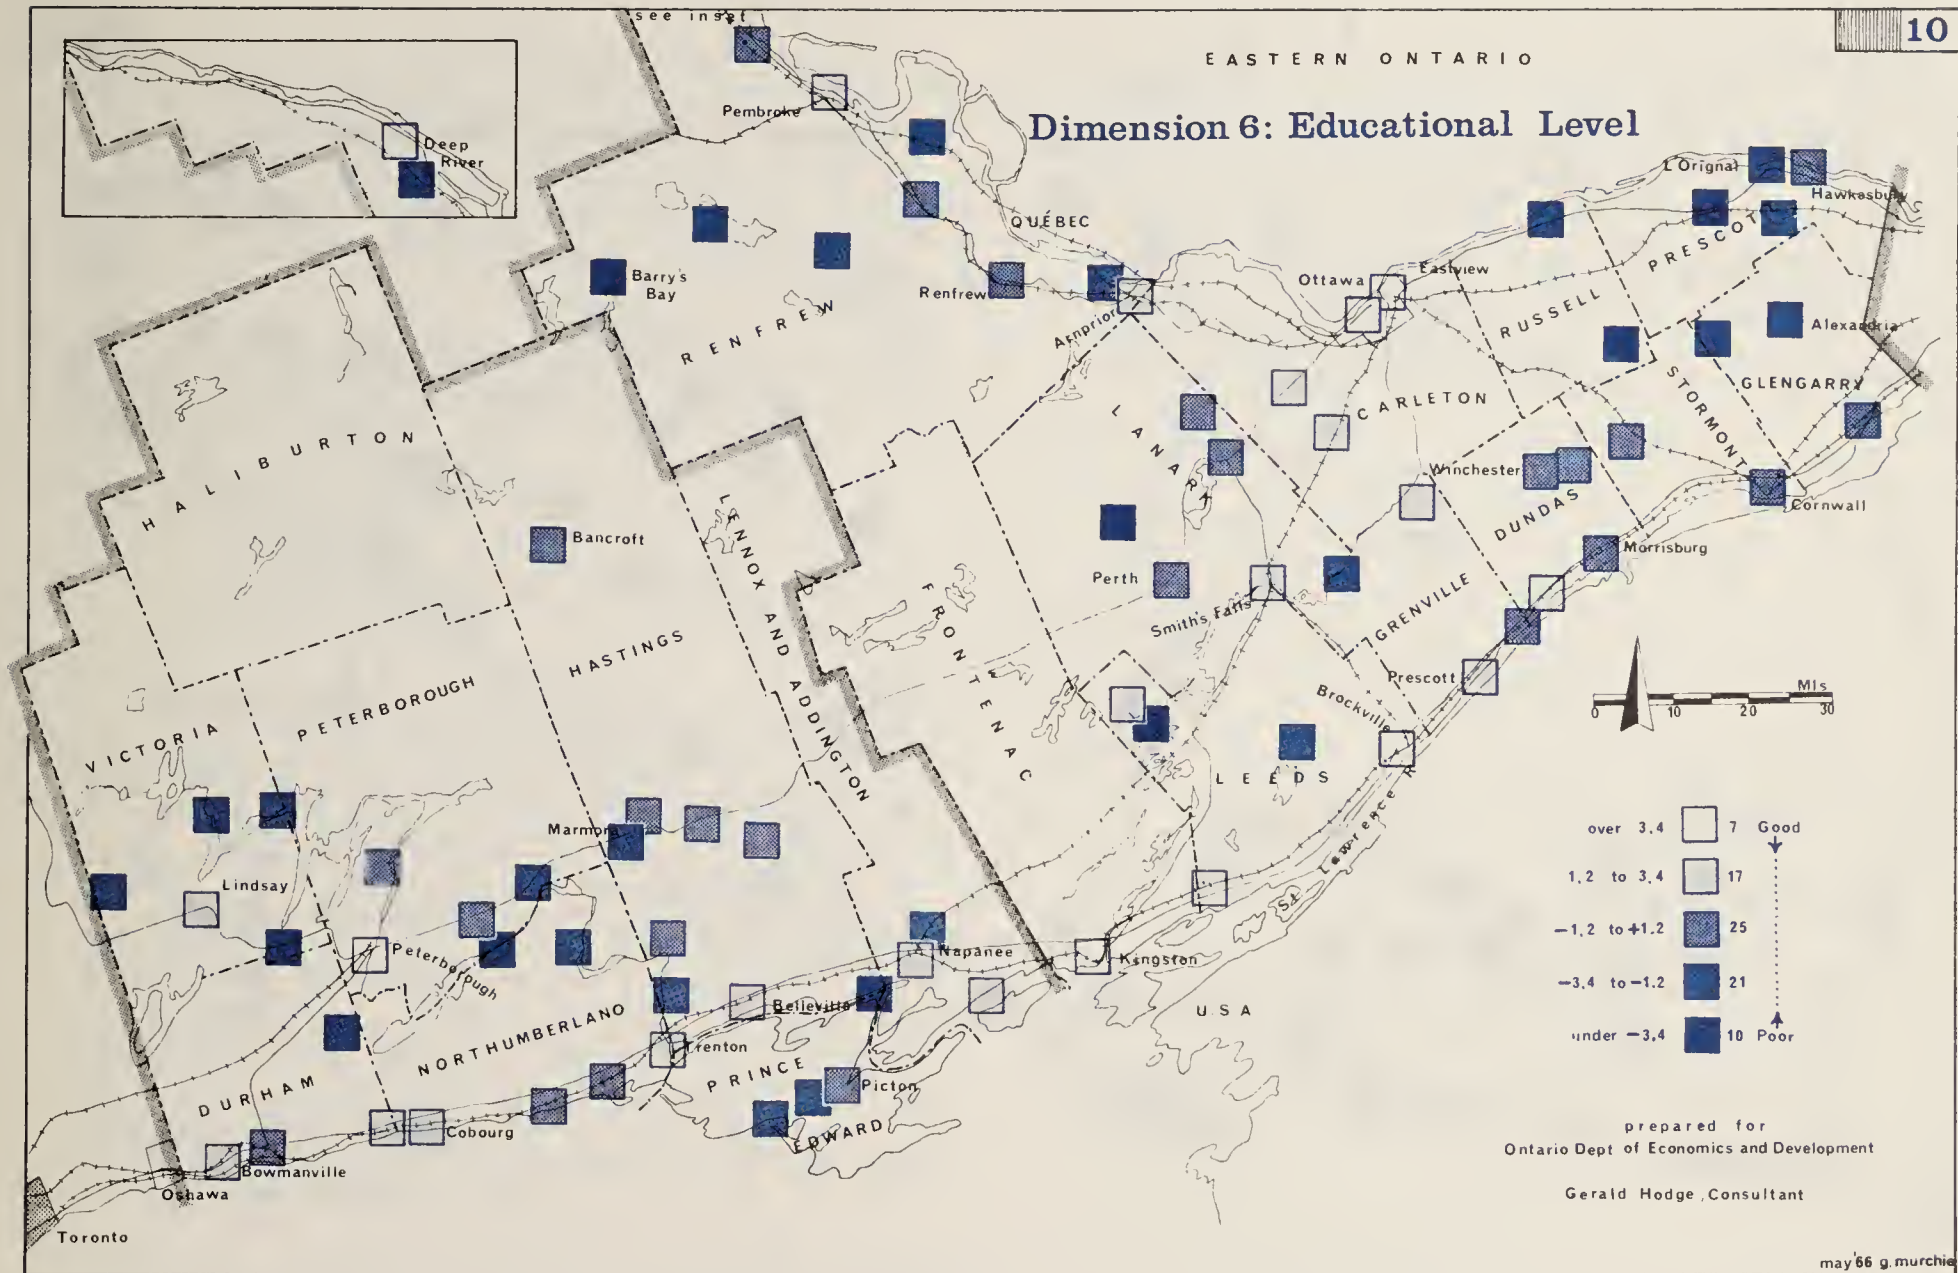 see inset
10
EASTERN ONTARIO
Dimension 6: Educational Level
Deep
River
Pembroke
L'Orignal
Hawkesbury
QUÉBEC
PRESCOTT
Barry's
Bay
Renfrew
Ottawa
Eastview
RUSSELL
Arnprior
RENFREW
Alexandria
GLENGARRY
STORMONT
CARLETON
LANARK
HALIBURTON
Winchester
DUNDAS
Cornwall
Bancroft
LENNOX AND ADDINGTON
Morrisburg
Perth
FRONTENAC
Smith's Falls
GRENVILLE
HASTINGS
Prescott
PETERBOROUGH
Brockville
Mls
0 10 20 30
VICTORIA
LEEDS
St Lawrence R
Marmora
over 3.4 7 Good
1.2 to 3.4 17
-1.2 to +1.2 25
-3.4 to -1.2 21
under -3.4 10 Poor
Lindsay
Peterborough
Napanee
Kingston
Belleville
USA
NORTHUMBERLAND
Trenton
PRINCE
EDWARD
Picton
DURHAM
Cobourg
Bowmanville
Oshawa
Toronto
prepared for
Ontario Dept of Economics and Development
Gerald Hodge, Consultant
may '66 g. murchie